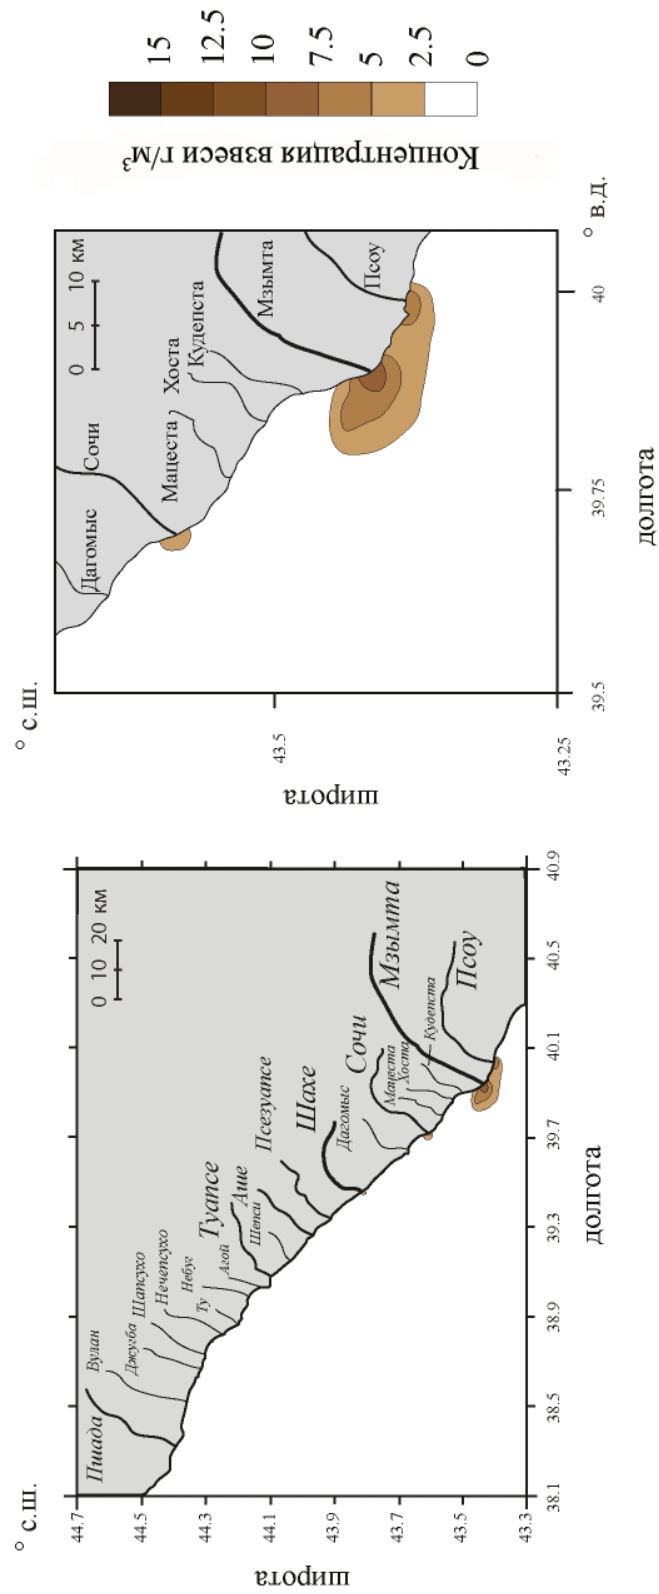 ° с.ш.
44.7
44.5
44.3
44.1
43.9
43.7
43.5
43.3
широта
38.1
38.5
38.9
39.3
39.7
40.1
40.5
40.9
долгота
0 10 20 км
Пшада
Вулан
Джугба
Шапсухо
Нечепсухо
Ту
Небуг
Агой
Туапсе
Шепси
Аше
Псезуапсе
Шахе
Дагомыс
Сочи
Мацеста
Хоста
Кудепста
Мзымта
Псоу
° с.ш.
43.5
43.25
широта
39.5
39.75
40
° в.д.
долгота
0 5 10 км
Дагомыс
Сочи
Мацеста
Хоста
Кудепста
Мзымта
Псоу
Концентрация взвеси г/м³
15
12.5
10
7.5
5
2.5
0